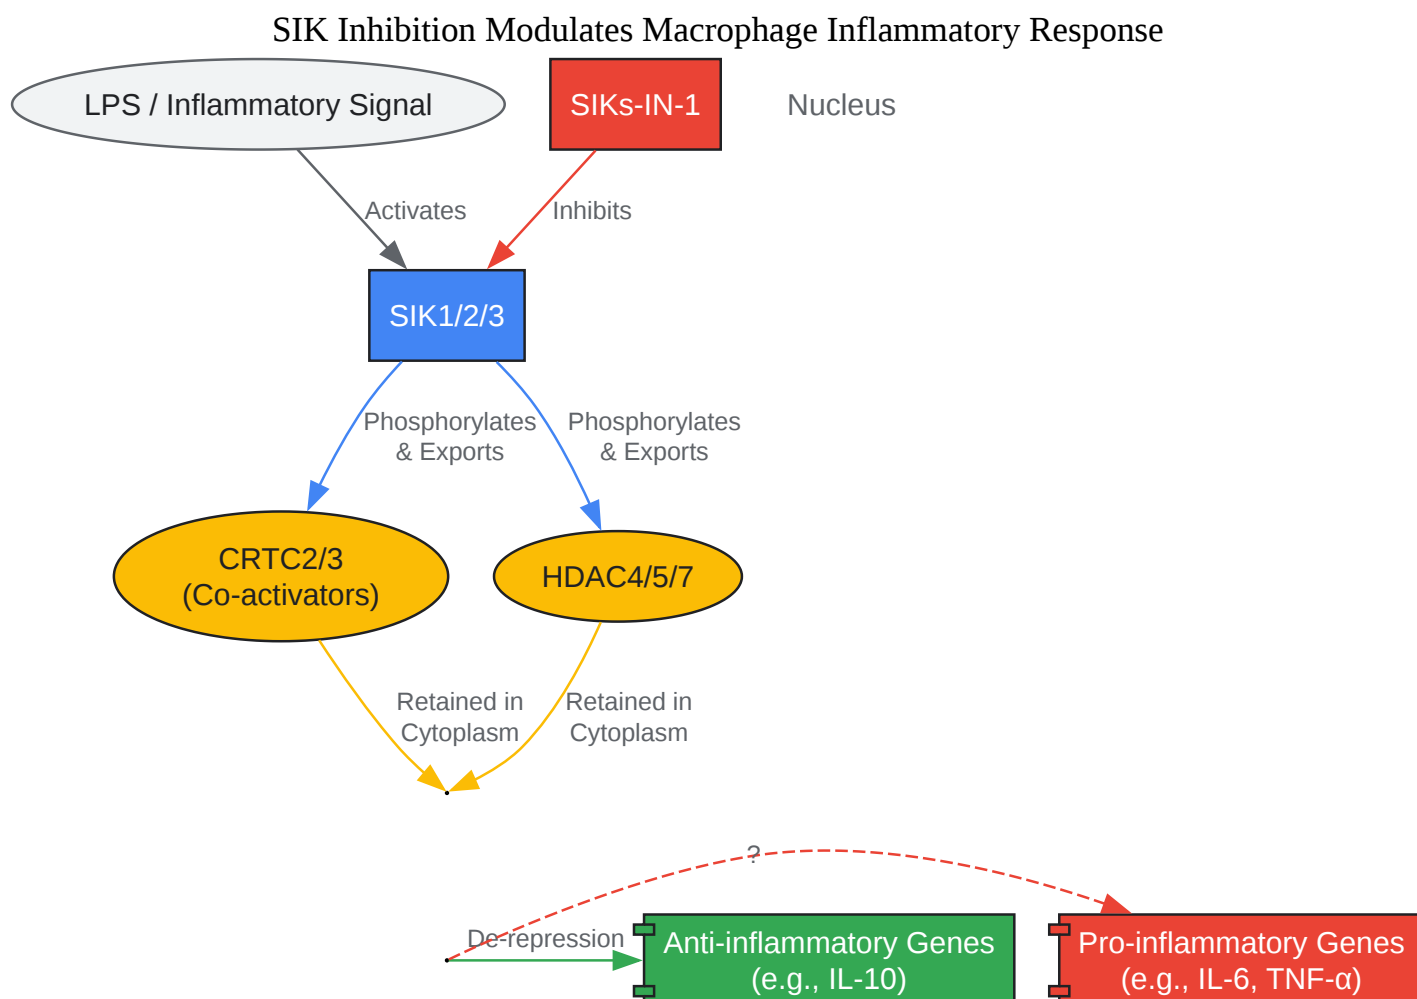 SIK Inhibition Modulates Macrophage Inflammatory Response
LPS / Inflammatory Signal
SIKs-IN-1
Nucleus
Activates
Inhibits
SIK1/2/3
Phosphorylates
& Exports
Phosphorylates
& Exports
CRTC2/3
(Co-activators)
HDAC4/5/7
Retained in
Cytoplasm
Retained in
Cytoplasm
?
De-repression
Anti-inflammatory Genes
(e.g., IL-10)
Pro-inflammatory Genes
(e.g., IL-6, TNF-α)